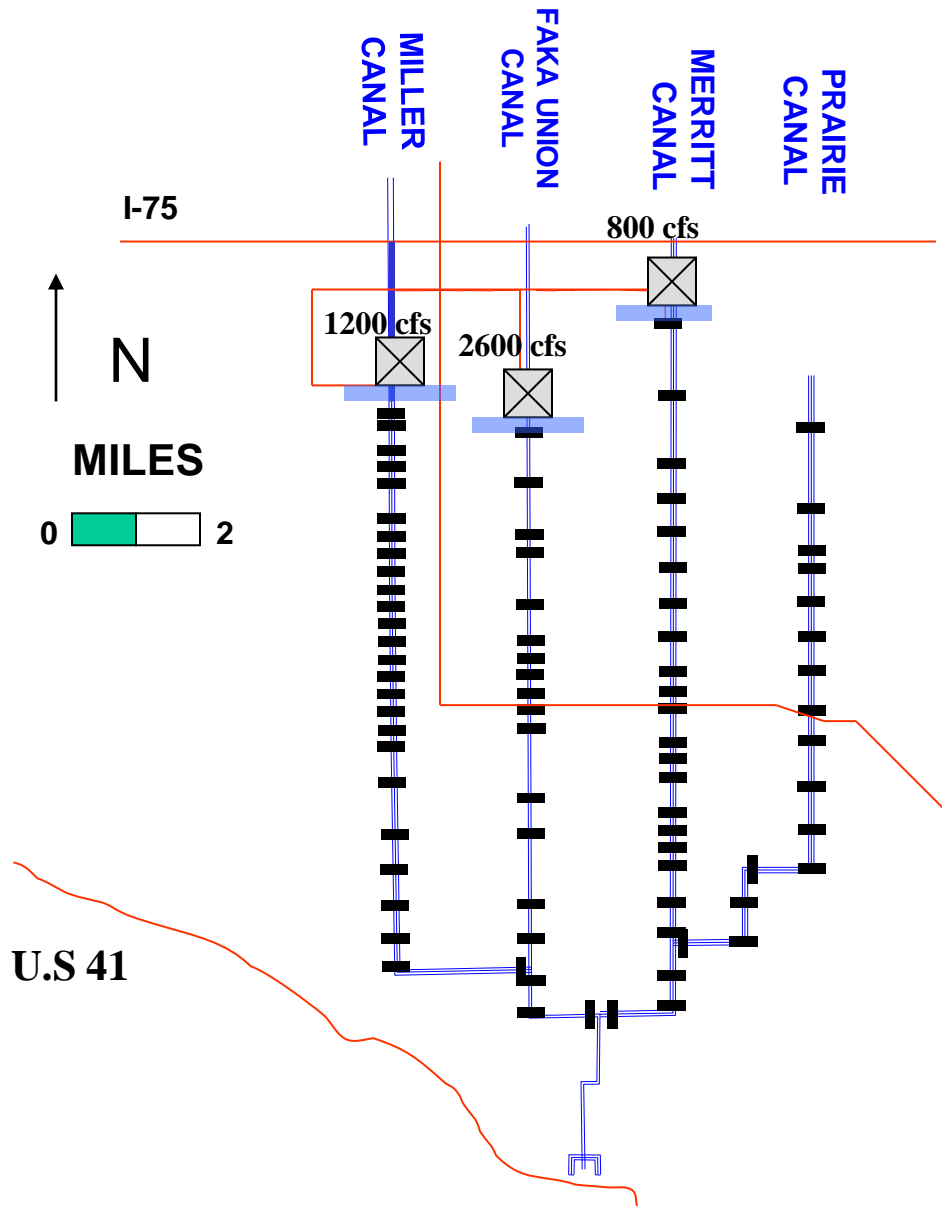 MILLER
CANAL
FAKA UNION
CANAL
MERRITT
CANAL
PRAIRIE
CANAL
I-75
800 cfs
1200 cfs
2600 cfs
N
MILES
0 2
U.S 41